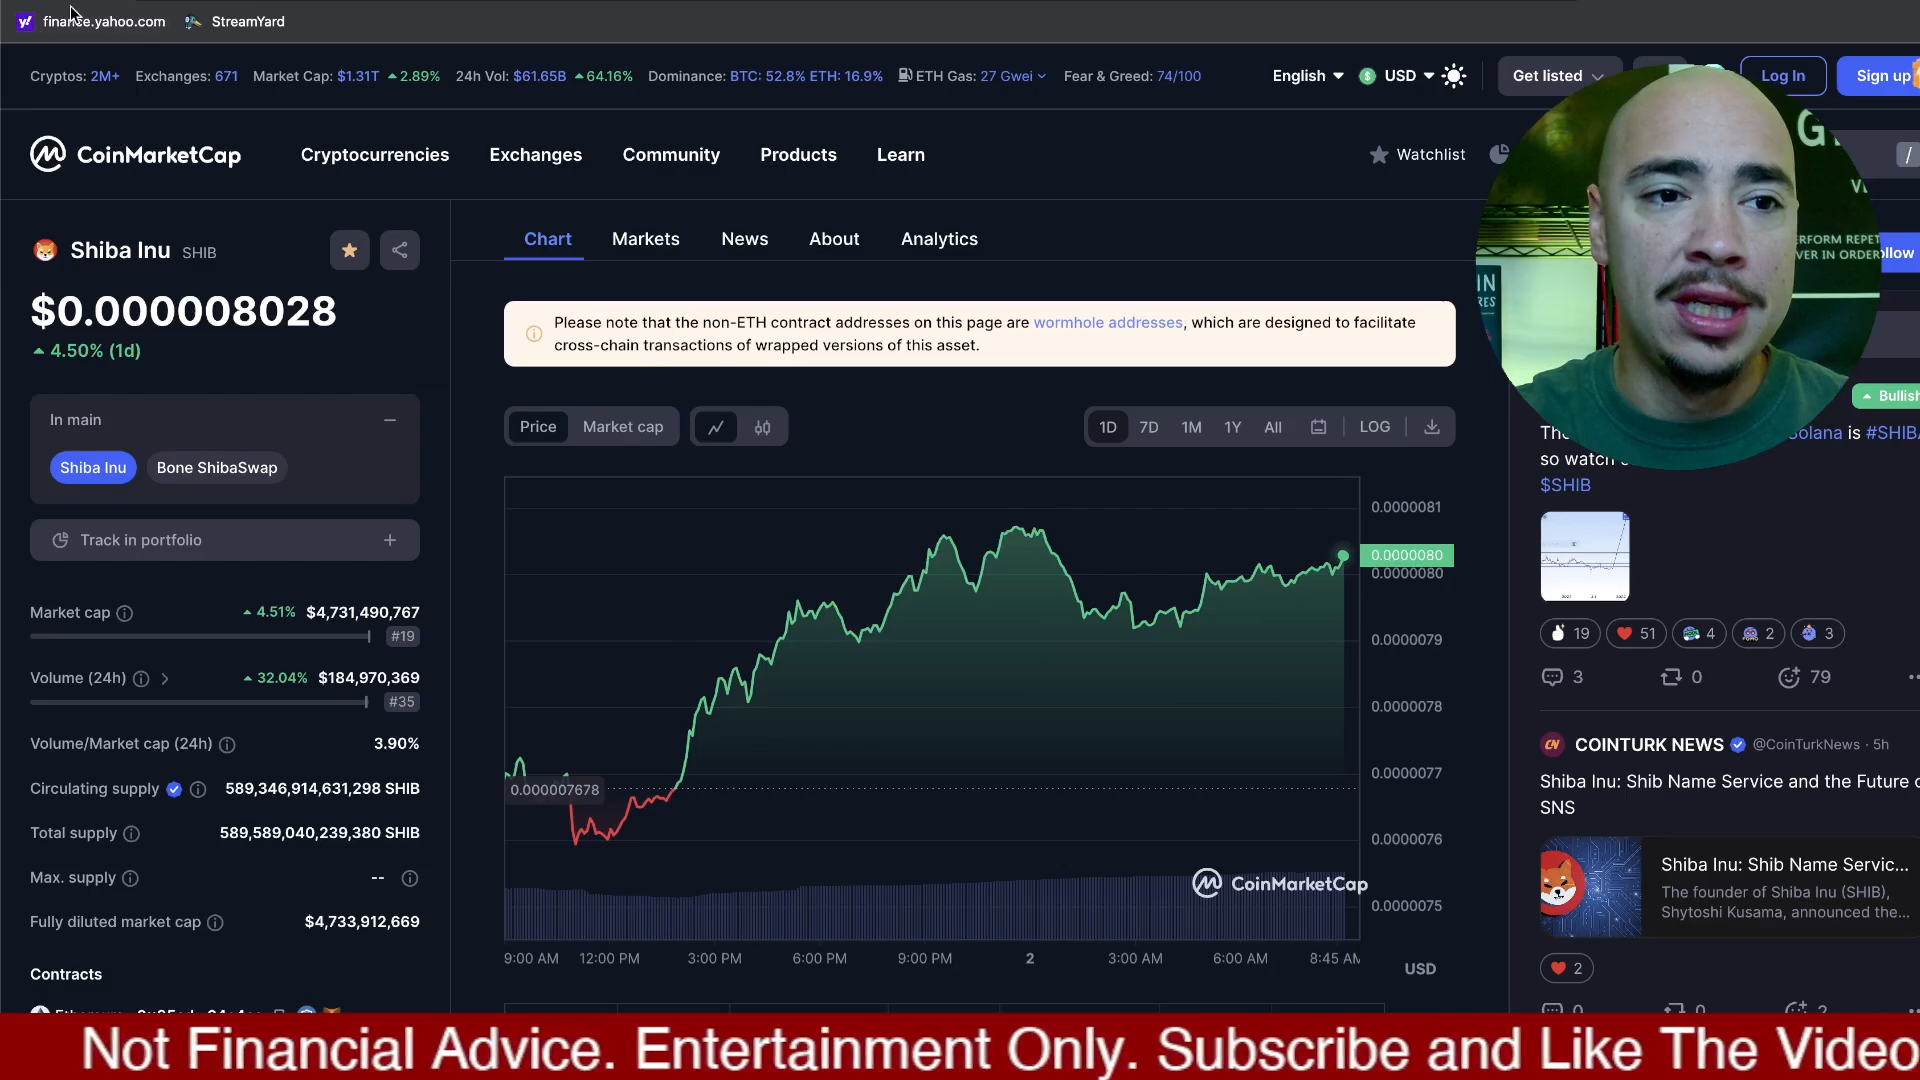 finance.yahoo.com StreamYard
Cryptos: 2M+ Exchanges: 671 Market Cap: $1.31T 2.89% 24h Vol: $61.65B 64.16% Dominance: BTC: 52.8% ETH: 16.9% ETH Gas: 27 Gwei Fear & Greed: 74/100 English USD Get listed Log In Sign up
CoinMarketCap Cryptocurrencies Exchanges Community Products Learn Watchlist /
Shiba Inu SHIB
$0.000008028
4.50% (1d)
In main
Shiba Inu Bone ShibaSwap
Track in portfolio +
Market cap 4.51% $4,731,490,767
#19
Volume (24h) 32.04% $184,970,369
#35
Volume/Market cap (24h) 3.90%
Circulating supply 589,346,914,631,298 SHIB
Total supply 589,589,040,239,380 SHIB
Max. supply --
Fully diluted market cap $4,733,912,669
Contracts
Chart Markets News About Analytics
Please note that the non-ETH contract addresses on this page are wormhole addresses, which are designed to facilitate
cross-chain transactions of wrapped versions of this asset.
Price Market cap 1D 7D 1M 1Y All LOG
0.0000081
0.0000080
0.0000080
0.0000079
0.0000078
0.0000077
0.000007678
0.0000076
CoinMarketCap
0.0000075
9:00 AM 12:00 PM 3:00 PM 6:00 PM 9:00 PM 2 3:00 AM 6:00 AM 8:45 AM
USD
PERFORM REPET
VER IN ORDER
Bullish
Solana is #SHIBA
so watch
$SHIB
19 51 4 2 3
3 0 79
COINTURK NEWS @CoinTurkNews · 5h
Shiba Inu: Shib Name Service and the Future
SNS
Shiba Inu: Shib Name Servic...
The founder of Shiba Inu (SHIB),
Shytoshi Kusama, announced the...
2
0 0 2
Not Financial Advice. Entertainment Only. Subscribe and Like The Video